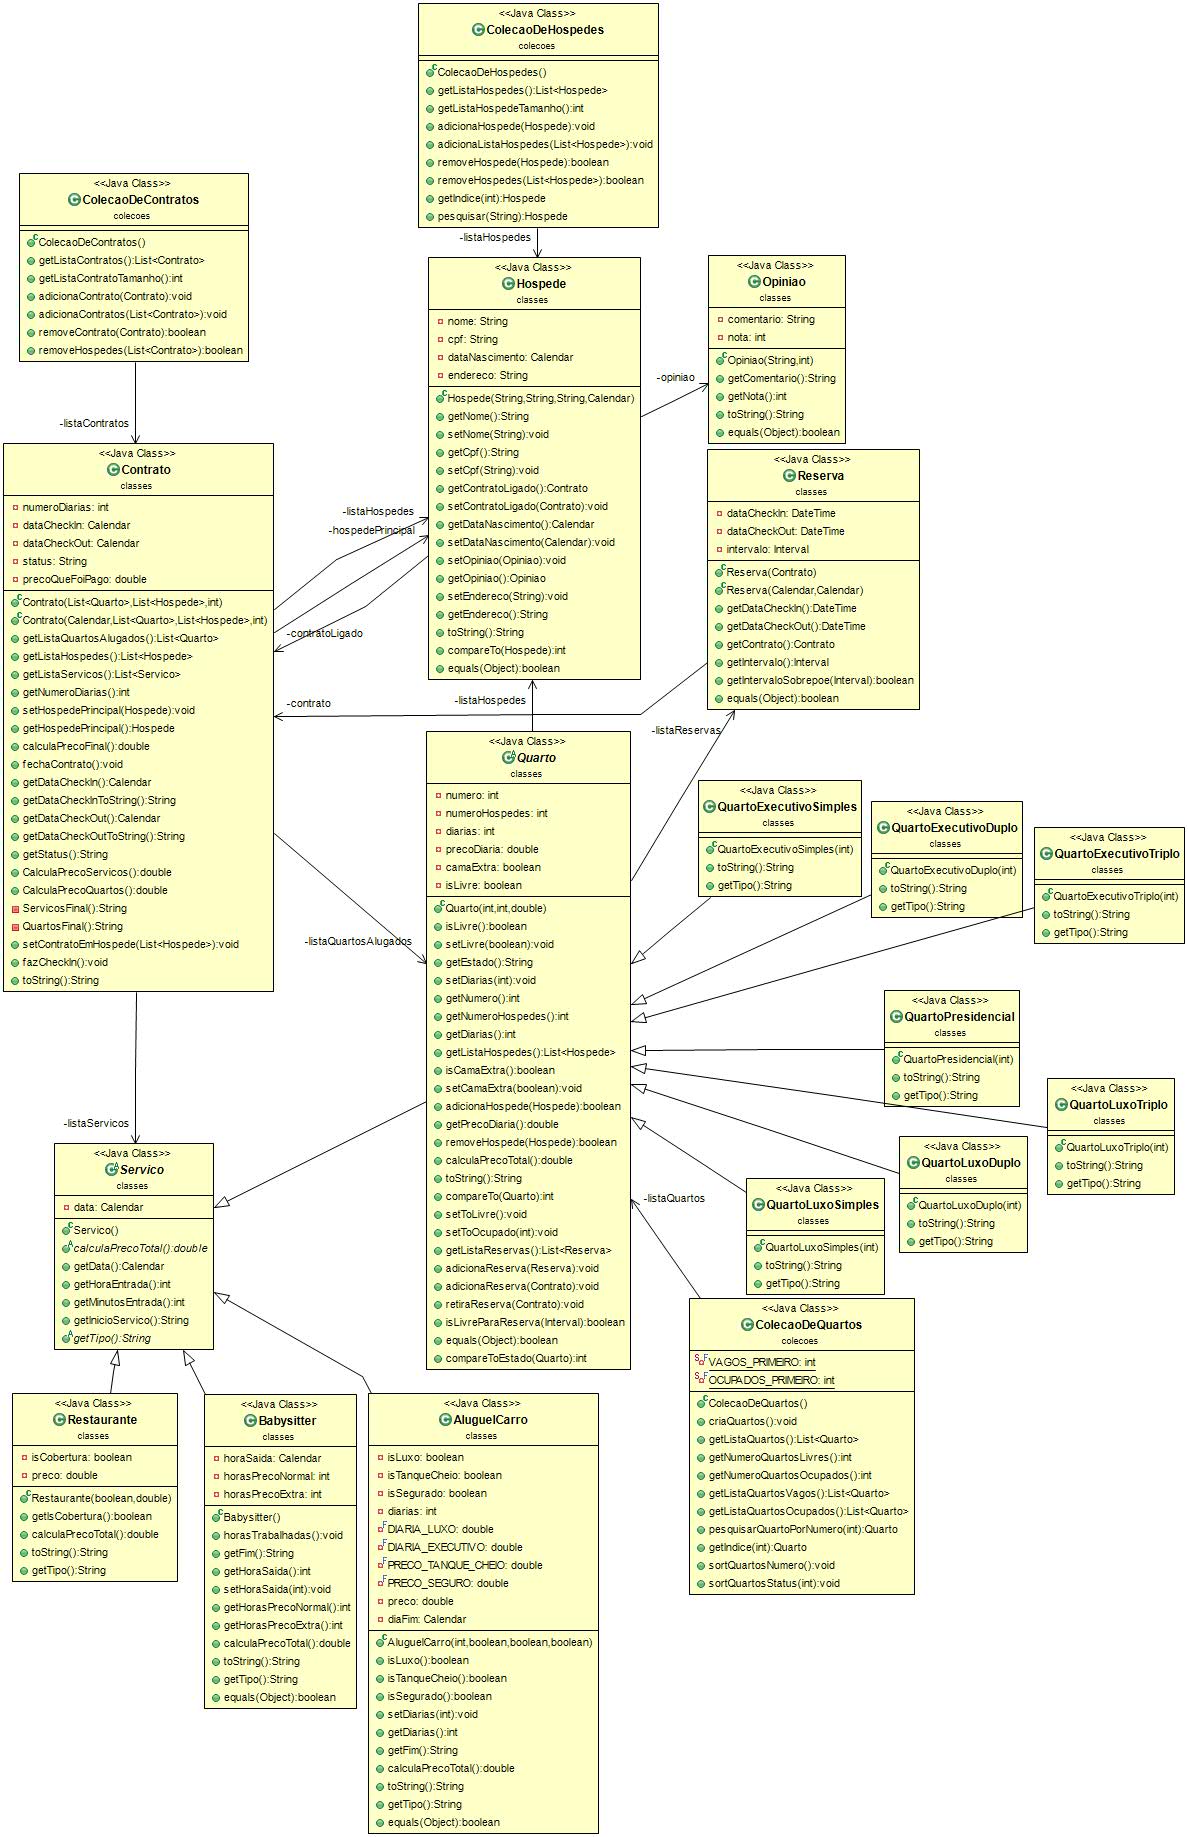 <<Java Class>>
ColecaoDeHospedes
colecoes
ColecaoDeHospedes()
getListaHospedes():List<Hospede>
getListaHospedeTamanho():int
adicionaHospede(Hospede):void
adicionaListaHospedes(List<Hospede>):void
removeHospede(Hospede):boolean
removeHospedes(List<Hospede>):boolean
getIndice(int):Hospede
pesquisar(String):Hospede
-listaHospedes
<<Java Class>>
ColecaoDeContratos
colecoes
ColecaoDeContratos()
getListaContratos():List<Contrato>
getListaContratoTamanho():int
adicionaContrato(Contrato):void
adicionaContratos(List<Contrato>):void
removeContrato(Contrato):boolean
removeHospedes(List<Contrato>):boolean
-listaContratos
<<Java Class>>
Hospede
classes
nome: String
cpf: String
dataNascimento: Calendar
endereco: String
Hospede(String,String,String,Calendar)
getNome():String
setNome(String):void
getCpf():String
setCpf(String):void
getContratoLigado():Contrato
setContratoLigado(Contrato):void
getDataNascimento():Calendar
setDataNascimento(Calendar):void
setOpiniao(Opiniao):void
getOpiniao():Opiniao
setEndereco(String):void
getEndereco():String
toString():String
compareTo(Hospede):int
equals(Object):boolean
-opiniao
<<Java Class>>
Opiniao
classes
comentario: String
nota: int
Opiniao(String,int)
getComentario():String
getNota():int
toString():String
equals(Object):boolean
<<Java Class>>
Contrato
classes
numeroDiarias: int
dataCheckIn: Calendar
dataCheckOut: Calendar
status: String
precoQueFoiPago: double
Contrato(List<Quarto>,List<Hospede>,int)
Contrato(Calendar,List<Quarto>,List<Hospede>,int)
getListaQuartosAlugados():List<Quarto>
getListaHospedes():List<Hospede>
getListaServicos():List<Servico>
getNumeroDiarias():int
setHospedePrincipal(Hospede):void
getHospedePrincipal():Hospede
calculaPrecoFinal():double
fechaContrato():void
getDataCheckIn():Calendar
getDataCheckInToString():String
getDataCheckOut():Calendar
getDataCheckOutToString():String
getStatus():String
CalculaPrecoServicos():double
CalculaPrecoQuartos():double
ServicosFinal():String
QuartosFinal():String
setContratoEmHospede(List<Hospede>):void
fazCheckIn():void
toString():String
-listaHospedes
-hospedePrincipal
-contratoLigado
-contrato
-listaHospedes
-listaReservas
-listaQuartosAlugados
-listaServicos
<<Java Class>>
Reserva
classes
dataCheckIn: DateTime
dataCheckOut: DateTime
intervalo: Interval
Reserva(Contrato)
Reserva(Calendar,Calendar)
getDataCheckIn():DateTime
getDataCheckOut():DateTime
getContrato():Contrato
getIntervalo():Interval
getIntervaloSobrepoe(Interval):boolean
equals(Object):boolean
<<Java Class>>
Quarto
classes
numero: int
numeroHospedes: int
diarias: int
precoDiaria: double
camaExtra: boolean
isLivre: boolean
Quarto(int,int,double)
isLivre():boolean
setLivre(boolean):void
getEstado():String
setDiarias(int):void
getNumero():int
getNumeroHospedes():int
getDiarias():int
getListaHospedes():List<Hospede>
isCamaExtra():boolean
setCamaExtra(boolean):void
adicionaHospede(Hospede):boolean
getPrecoDiaria():double
removeHospede(Hospede):boolean
calculaPrecoTotal():double
toString():String
compareTo(Quarto):int
setToLivre():void
setToOcupado(int):void
getListaReservas():List<Reserva>
adicionaReserva(Reserva):void
adicionaReserva(Contrato):void
retiraReserva(Contrato):void
isLivreParaReserva(Interval):boolean
equals(Object):boolean
compareToEstado(Quarto):int
<<Java Class>>
QuartoExecutivoSimples
classes
QuartoExecutivoSimples(int)
toString():String
getTipo():String
<<Java Class>>
QuartoExecutivoDuplo
classes
QuartoExecutivoDuplo(int)
toString():String
getTipo():String
<<Java Class>>
QuartoExecutivoTriplo
classes
QuartoExecutivoTriplo(int)
toString():String
getTipo():String
<<Java Class>>
QuartoPresidencial
classes
QuartoPresidencial(int)
toString():String
getTipo():String
<<Java Class>>
QuartoLuxoTriplo
classes
QuartoLuxoTriplo(int)
toString():String
getTipo():String
<<Java Class>>
QuartoLuxoDuplo
classes
QuartoLuxoDuplo(int)
toString():String
getTipo():String
<<Java Class>>
QuartoLuxoSimples
classes
QuartoLuxoSimples(int)
toString():String
getTipo():String
-listaQuartos
<<Java Class>>
Servico
classes
data: Calendar
Servico()
calculaPrecoTotal():double
getData():Calendar
getHoraEntrada():int
getMinutosEntrada():int
getInicioServico():String
getTipo():String
<<Java Class>>
ColecaoDeQuartos
colecoes
VAGOS_PRIMEIRO: int
OCUPADOS_PRIMEIRO: int
ColecaoDeQuartos()
criaQuartos():void
getListaQuartos():List<Quarto>
getNumeroQuartosLivres():int
getNumeroQuartosOcupados():int
getListaQuartosVagos():List<Quarto>
getListaQuartosOcupados():List<Quarto>
pesquisarQuartoPorNumero(int):Quarto
getIndice(int):Quarto
sortQuartosNumero():void
sortQuartosStatus(int):void
<<Java Class>>
Restaurante
classes
isCobertura: boolean
preco: double
Restaurante(boolean,double)
getIsCobertura():boolean
calculaPrecoTotal():double
toString():String
getTipo():String
<<Java Class>>
Babysitter
classes
horaSaida: Calendar
horasPrecoNormal: int
horasPrecoExtra: int
Babysitter()
horasTrabalhadas():void
getFim():String
getHoraSaida():int
setHoraSaida(int):void
getHorasPrecoNormal():int
getHorasPrecoExtra():int
calculaPrecoTotal():double
toString():String
getTipo():String
equals(Object):boolean
<<Java Class>>
AluguelCarro
classes
isLuxo: boolean
isTanqueCheio: boolean
isSegurado: boolean
diarias: int
DIARIA_LUXO: double
DIARIA_EXECUTIVO: double
PRECO_TANQUE_CHEIO: double
PRECO_SEGURO: double
preco: double
diaFim: Calendar
AluguelCarro(int,boolean,boolean,boolean)
isLuxo():boolean
isTanqueCheio():boolean
isSegurado():boolean
setDiarias(int):void
getDiarias():int
getFim():String
calculaPrecoTotal():double
toString():String
getTipo():String
equals(Object):boolean